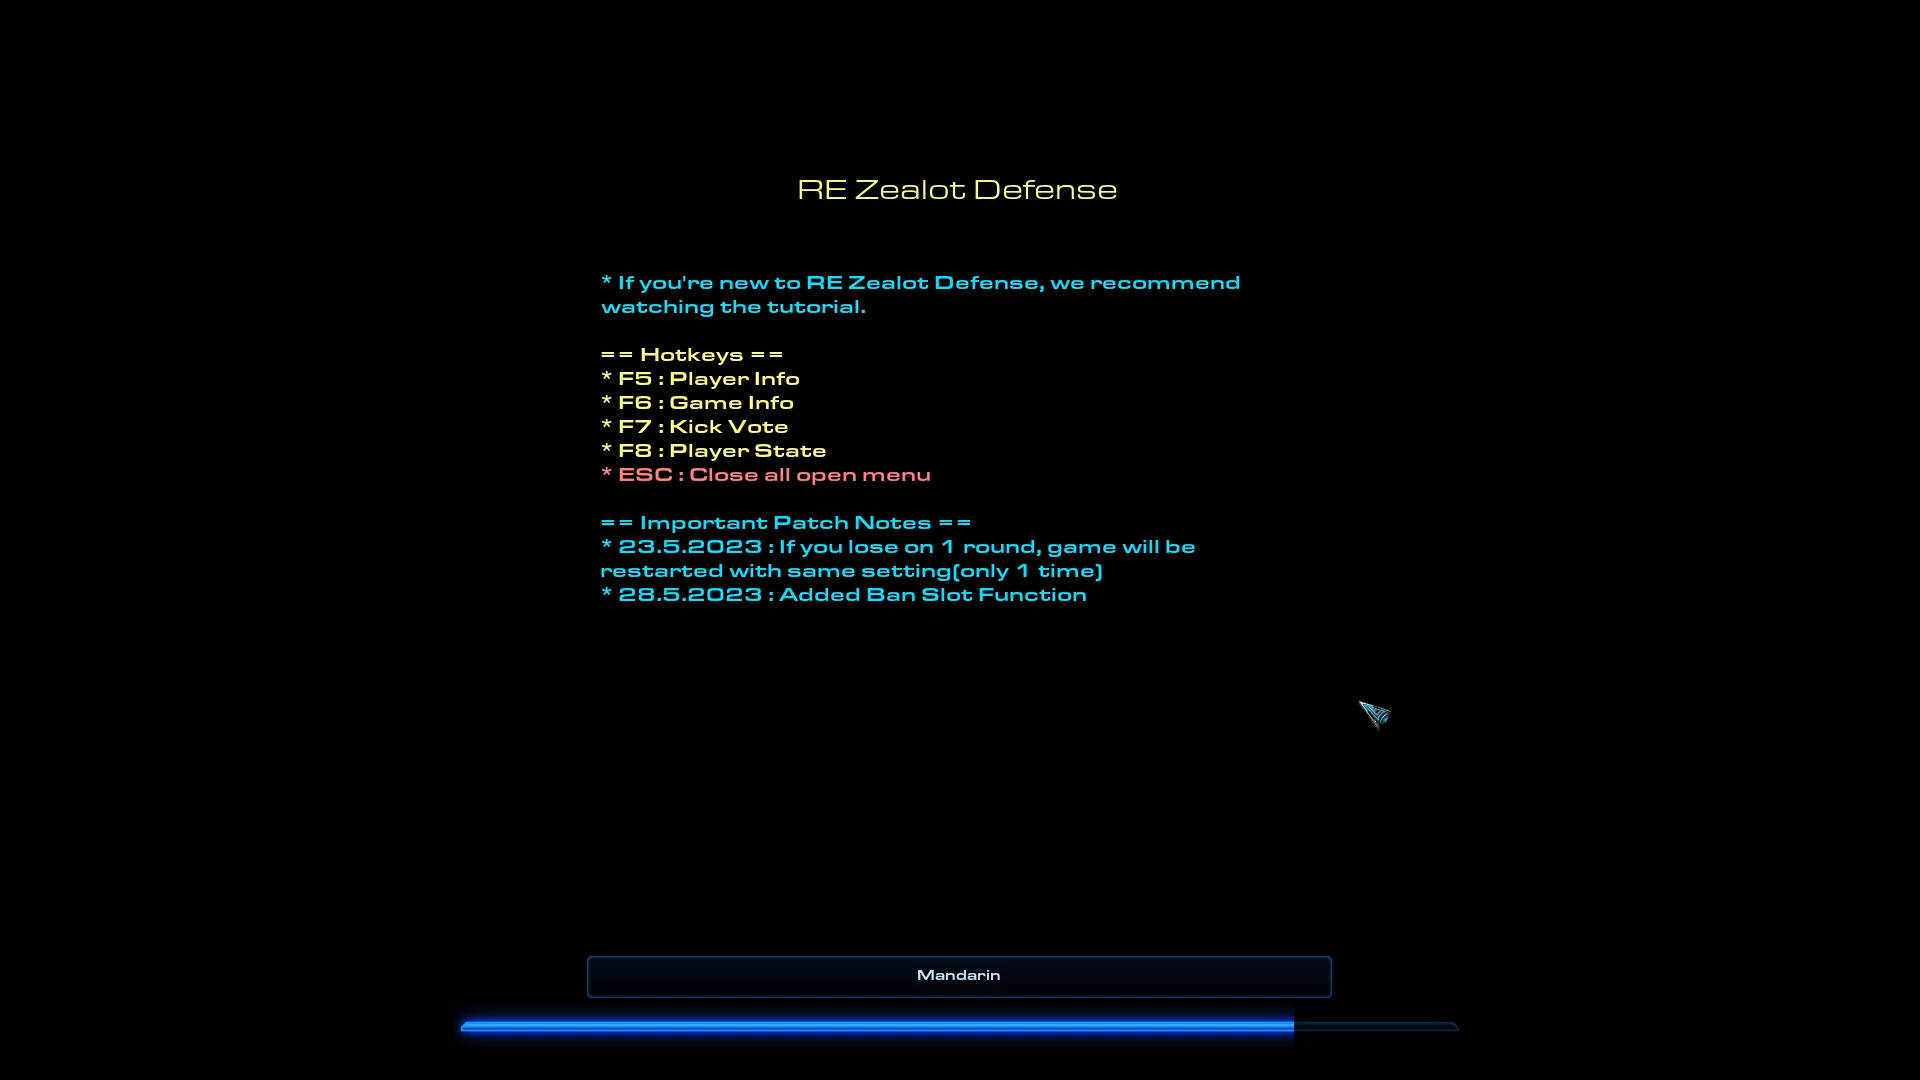 RE Zealot Defense
* If you're new to RE Zealot Defense, we recommend
watching the tutorial.
== Hotkeys ==
* F5 : Player Info
* F6 : Game Info
* F7 : Kick Vote
* F8 : Player State
* ESC : Close all open menu
== Important Patch Notes ==
* 23.5.2023 : If you lose on 1 round, game will be
restarted with same setting(only 1 time)
* 28.5.2023 : Added Ban Slot Function
Mandarin